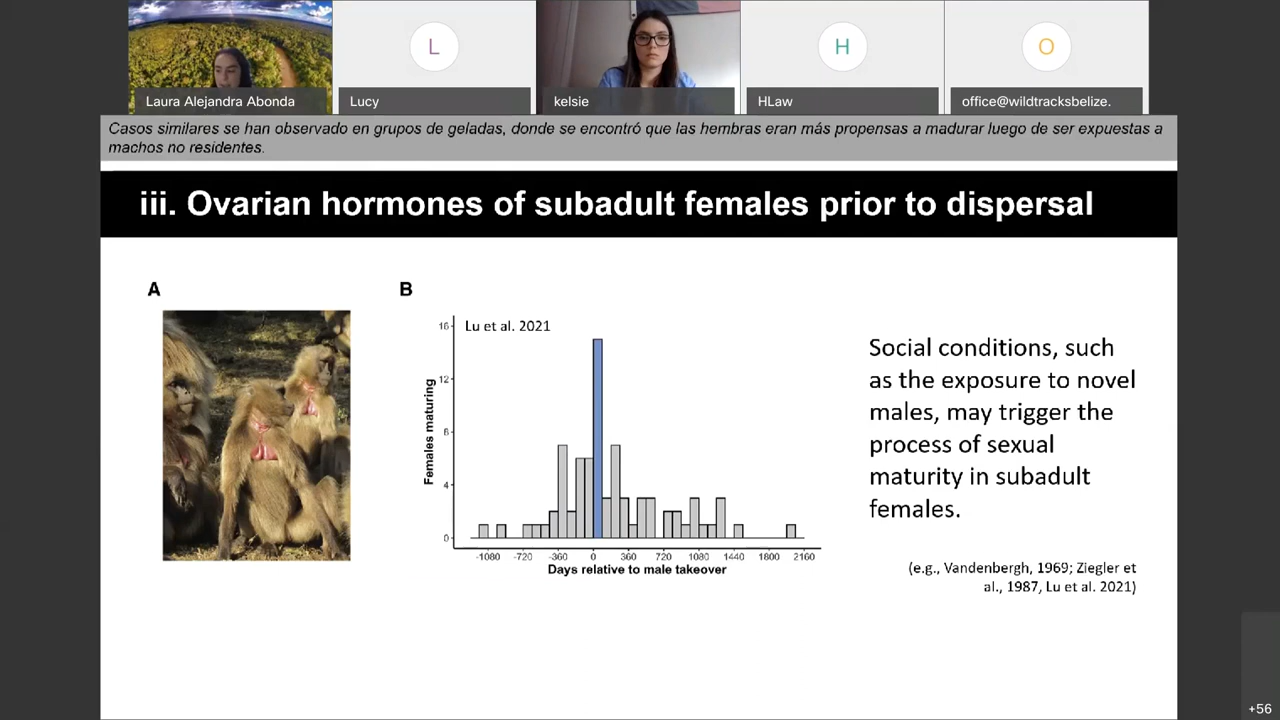 L
H
O
Laura Alejandra Abonda
Lucy
kelsie
HLaw
office@wildtracksbelize.
Casos similares se han observado en grupos de geladas, donde se encontró que las hembras eran más propensas a madurar luego de ser expuestas a
machos no residentes.
iii. Ovarian hormones of subadult females prior to dispersal
A
B
Lu et al. 2021
16
12
8
4
0
Females maturing
-1080 -720 -360 0 360 720 1080 1440 1800 2160
Days relative to male takeover
Social conditions, such
as the exposure to novel
males, may trigger the
process of sexual
maturity in subadult
females.
(e.g., Vandenbergh, 1969; Ziegler et
al., 1987, Lu et al. 2021)
+56